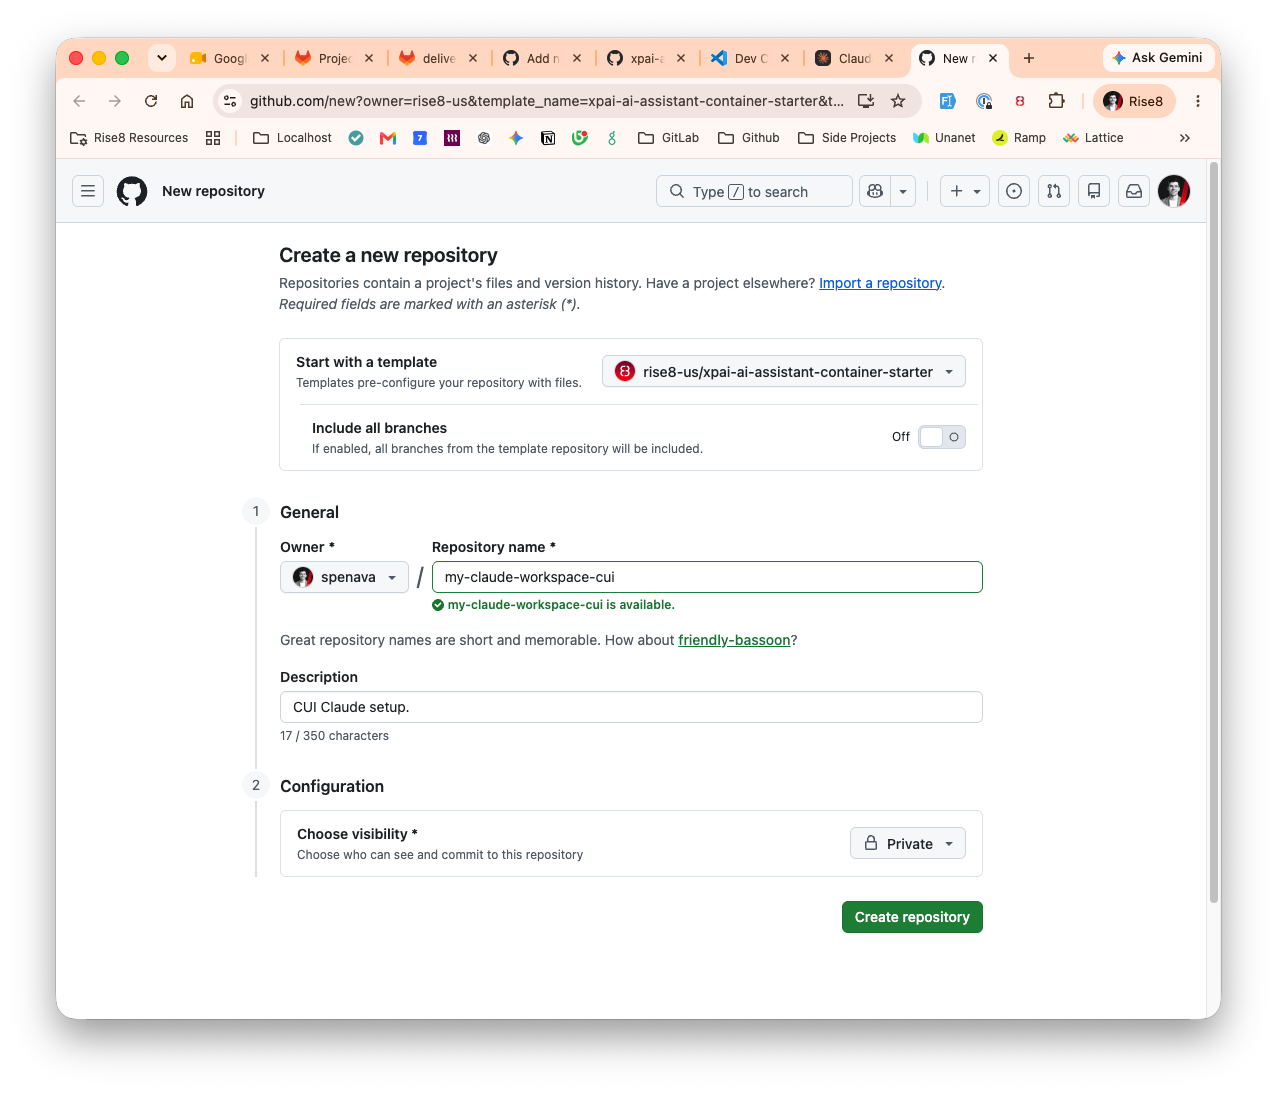 Googl
Projec
delive
Add n
xpai-a
Dev C
Claud
New r
Ask Gemini
github.com/new?owner=rise8-us&template_name=xpai-ai-assistant-container-starter&t...
Rise8
Rise8 Resources
Localhost
7
GitLab
Github
Side Projects
Unanet
Ramp
Lattice
New repository
Type / to search
Create a new repository
Repositories contain a project's files and version history. Have a project elsewhere? Import a repository.
Required fields are marked with an asterisk (*).
Start with a template
Templates pre-configure your repository with files.
rise8-us/xpai-ai-assistant-container-starter
Include all branches
If enabled, all branches from the template repository will be included.
Off
1
General
Owner *
Repository name *
spenava
/
my-claude-workspace-cui
my-claude-workspace-cui is available.
Great repository names are short and memorable. How about friendly-bassoon?
Description
CUI Claude setup.
17 / 350 characters
2
Configuration
Choose visibility *
Choose who can see and commit to this repository
Private
Create repository